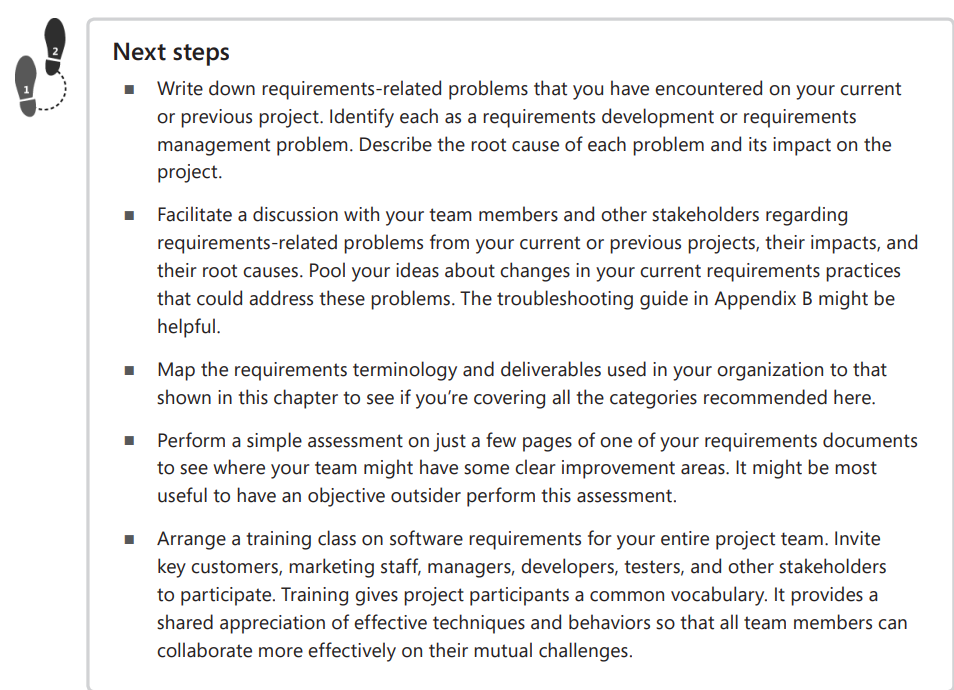 2
1
Next steps
■ Write down requirements-related problems that you have encountered on your current
or previous project. Identify each as a requirements development or requirements
management problem. Describe the root cause of each problem and its impact on the
project.
■ Facilitate a discussion with your team members and other stakeholders regarding
requirements-related problems from your current or previous projects, their impacts, and
their root causes. Pool your ideas about changes in your current requirements practices
that could address these problems. The troubleshooting guide in Appendix B might be
helpful.
■ Map the requirements terminology and deliverables used in your organization to that
shown in this chapter to see if you’re covering all the categories recommended here.
■ Perform a simple assessment on just a few pages of one of your requirements documents
to see where your team might have some clear improvement areas. It might be most
useful to have an objective outsider perform this assessment.
■ Arrange a training class on software requirements for your entire project team. Invite
key customers, marketing staff, managers, developers, testers, and other stakeholders
to participate. Training gives project participants a common vocabulary. It provides a
shared appreciation of effective techniques and behaviors so that all team members can
collaborate more effectively on their mutual challenges.